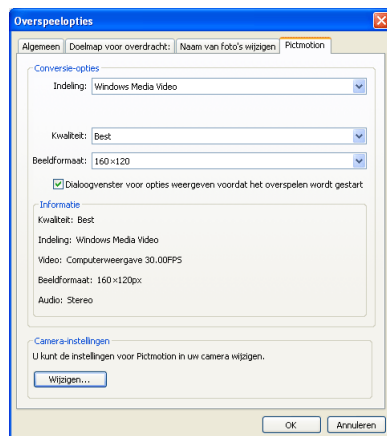 Overspeelopties
Algemeen Doelmap voor overdracht: Naam van foto's wijzigen Pictmotion
Conversie-opties
Indeling: Windows Media Video
Kwaliteit: Best
Beeldformaat: 160×120
Dialoogvenster voor opties weergeven voordat het overspelen wordt gestart
Informatie
Kwaliteit: Best
Indeling: Windows Media Video
Video: Computerweergave 30.00FPS
Beeldformaat: 160×120px
Audio: Stereo
Camera-instellingen
U kunt de instellingen voor Pictmotion in uw camera wijzigen.
Wijzigen...
OK Annuleren